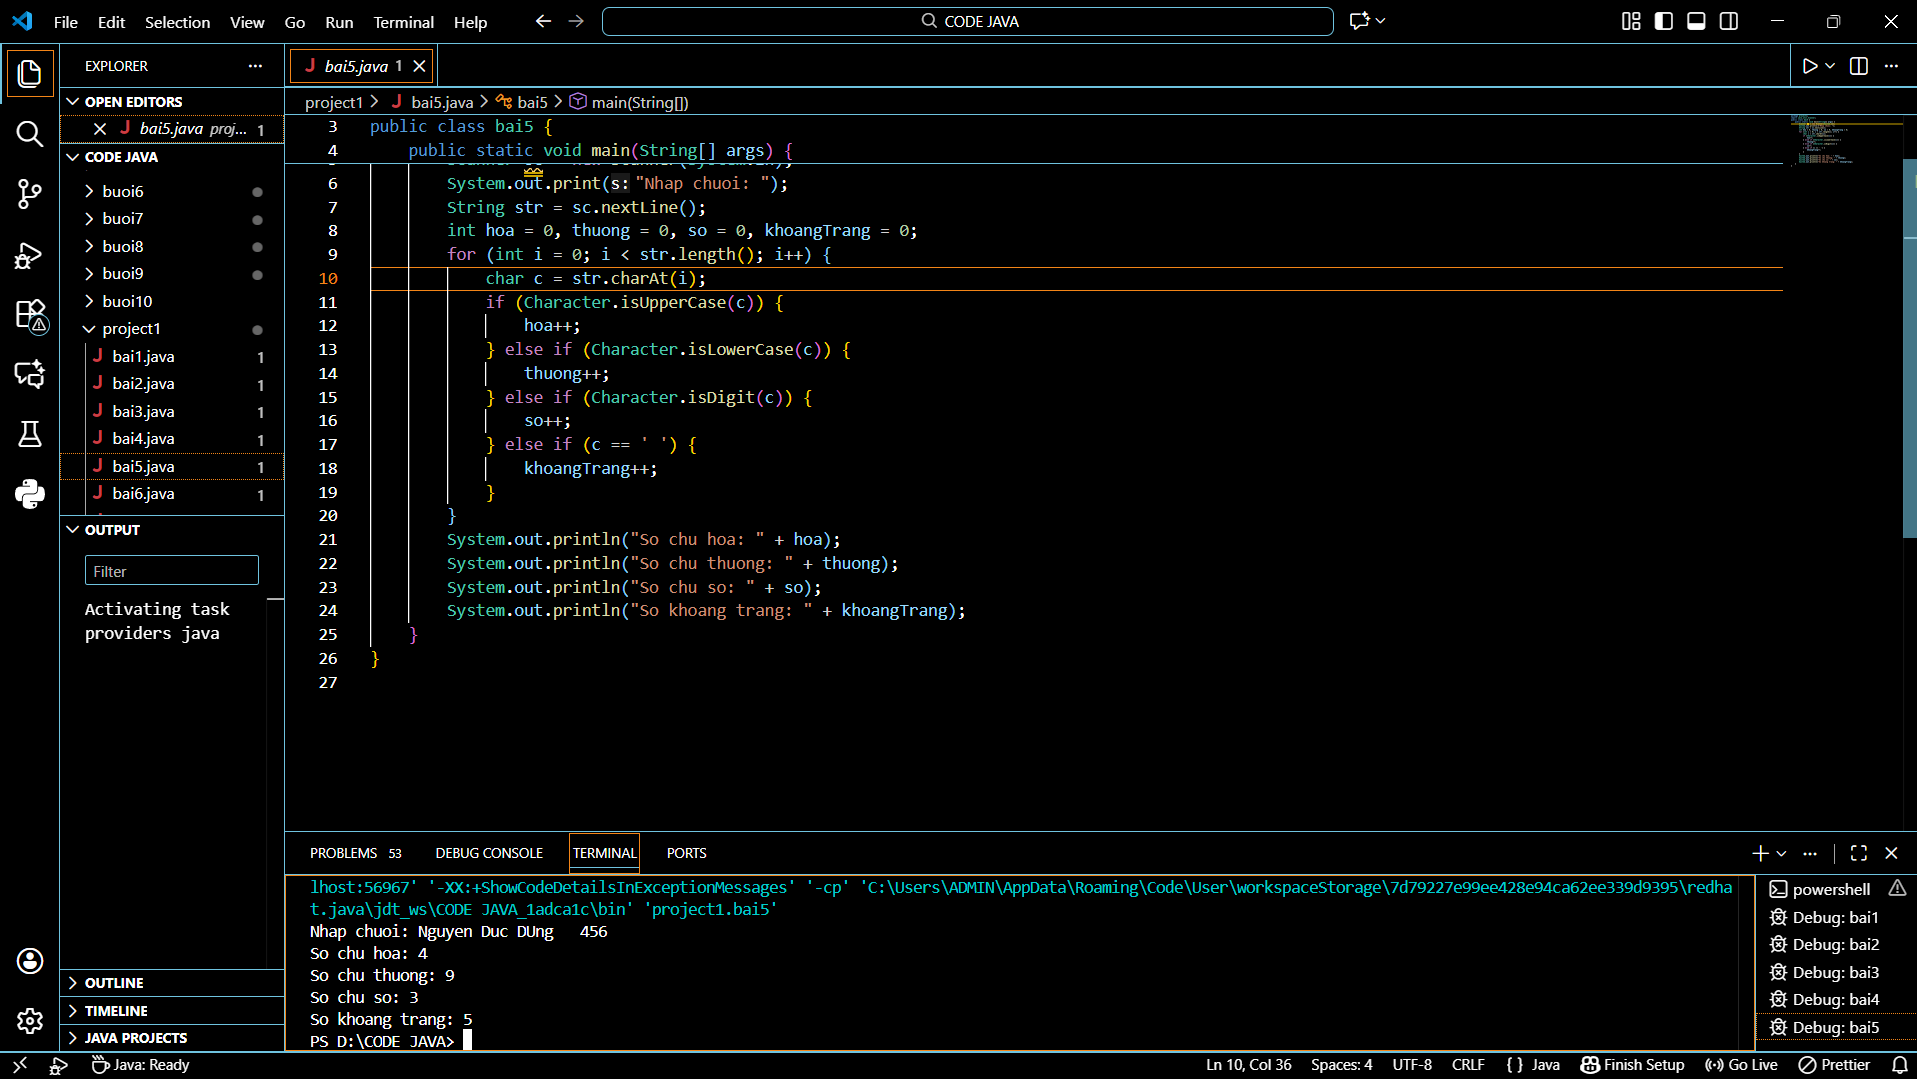 File Edit Selection View Go Run Terminal Help CODE JAVA
EXPLORER
OPEN EDITORS
bai5.java proj... 1
CODE JAVA
buoi6
buoi7
buoi8
buoi9
buoi10
project1
bai1.java 1
bai2.java 1
bai3.java 1
bai4.java 1
bai5.java 1
bai6.java 1
OUTPUT
Filter
Activating task
providers java
OUTLINE
TIMELINE
JAVA PROJECTS
bai5.java 1
project1 > bai5.java > bai5 > main(String[])
3 public class bai5 {
4 public static void main(String[] args) {
6 System.out.print(s: "Nhap chuoi: ");
7 String str = sc.nextLine();
8 int hoa = 0, thuong = 0, so = 0, khoangTrang = 0;
9 for (int i = 0; i < str.length(); i++) {
10 char c = str.charAt(i);
11 if (Character.isUpperCase(c)) {
12 hoa++;
13 } else if (Character.isLowerCase(c)) {
14 thuong++;
15 } else if (Character.isDigit(c)) {
16 so++;
17 } else if (c == ' ') {
18 khoangTrang++;
19 }
20 }
21 System.out.println("So chu hoa: " + hoa);
22 System.out.println("So chu thuong: " + thuong);
23 System.out.println("So chu so: " + so);
24 System.out.println("So khoang trang: " + khoangTrang);
25 }
26 }
27
PROBLEMS 53 DEBUG CONSOLE TERMINAL PORTS
lhost:56967' '-XX:+ShowCodeDetailsInExceptionMessages' '-cp' 'C:\Users\ADMIN\AppData\Roaming\Code\User\workspaceStorage\7d79227e99ee428e94ca62ee339d9395\redha
t.java\jdt_ws\CODE JAVA_1adca1c\bin' 'project1.bai5'
Nhap chuoi: Nguyen Duc DUng   456
So chu hoa: 4
So chu thuong: 9
So chu so: 3
So khoang trang: 5
PS D:\CODE JAVA>
powershell
Debug: bai1
Debug: bai2
Debug: bai3
Debug: bai4
Debug: bai5
Java: Ready Ln 10, Col 36 Spaces: 4 UTF-8 CRLF {} Java Finish Setup Go Live Prettier